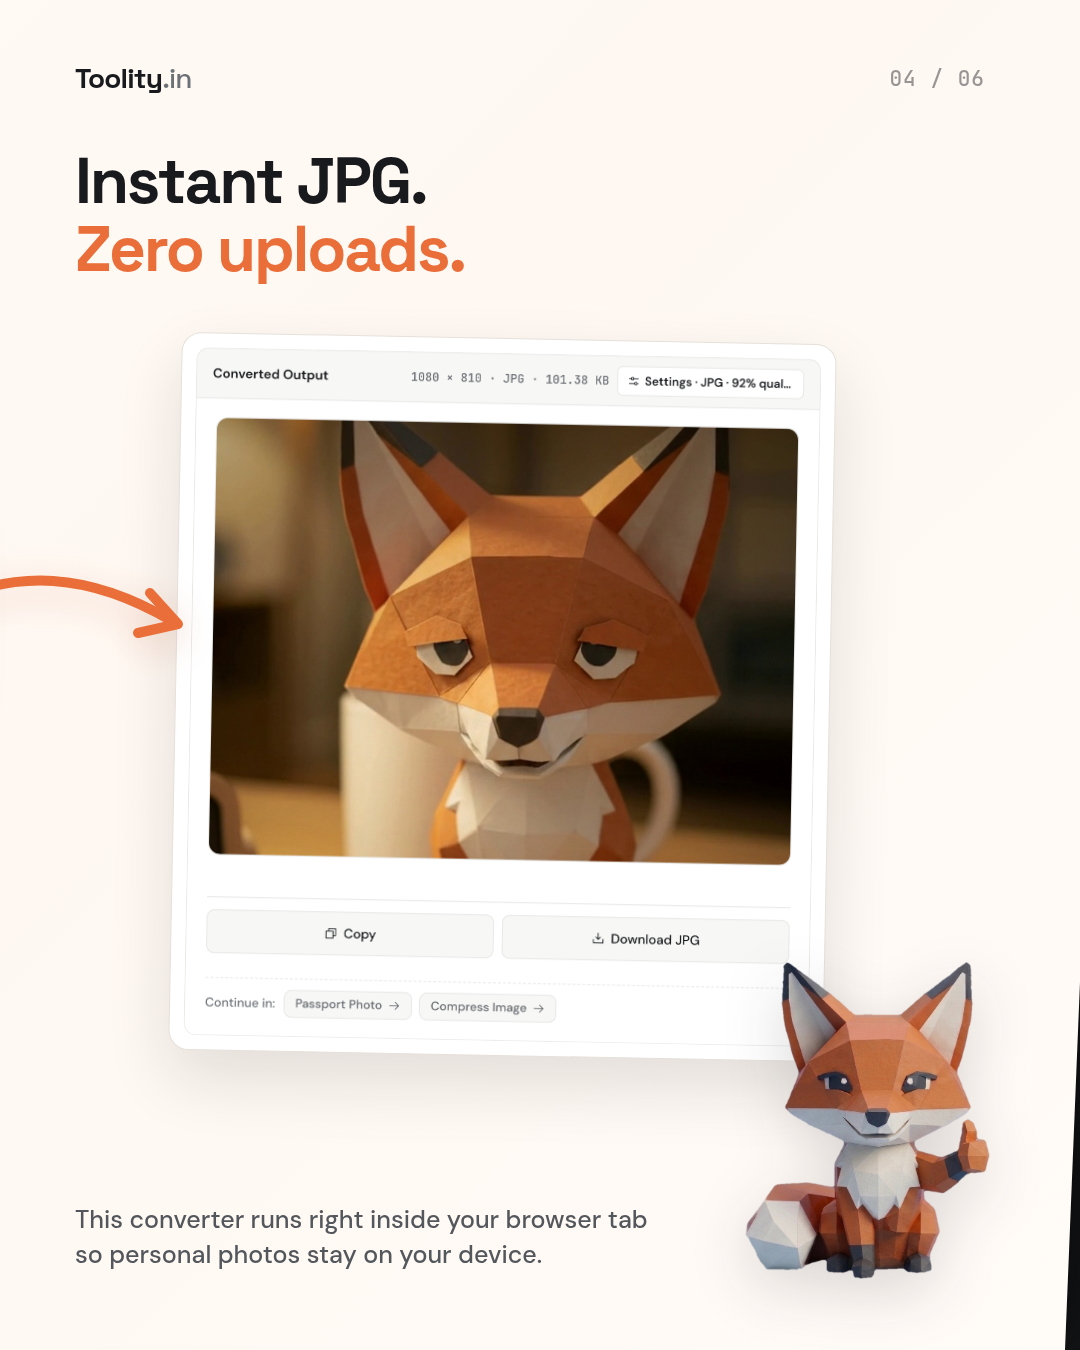 Toolity.in
04 / 06
Instant JPG.
Zero uploads.
Converted Output
1080 × 810 · JPG · 101.38 KB
Settings · JPG · 92% qual...
Copy
Download JPG
Continue in:
Passport Photo →
Compress Image →
This converter runs right inside your browser tab
so personal photos stay on your device.